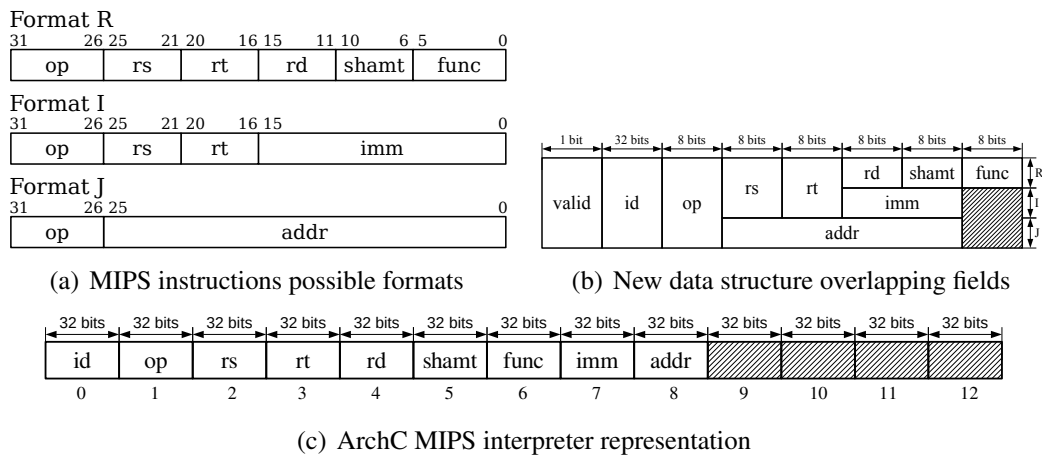 Format R
31 26 25 21 20 16 15 11 10 6 5 0
op rs rt rd shamt func
Format I
31 26 25 21 20 16 15 0
op rs rt imm
Format J
31 26 25 0
op addr
(a) MIPS instructions possible formats
1 bit 32 bits 8 bits 8 bits 8 bits 8 bits 8 bits 8 bits
valid id op rs rt rd shamt func R
imm I
addr J
(b) New data structure overlapping fields
32 bits 32 bits 32 bits 32 bits 32 bits 32 bits 32 bits 32 bits 32 bits 32 bits 32 bits 32 bits 32 bits
id op rs rt rd shamt func imm addr
0 1 2 3 4 5 6 7 8 9 10 11 12
(c) ArchC MIPS interpreter representation